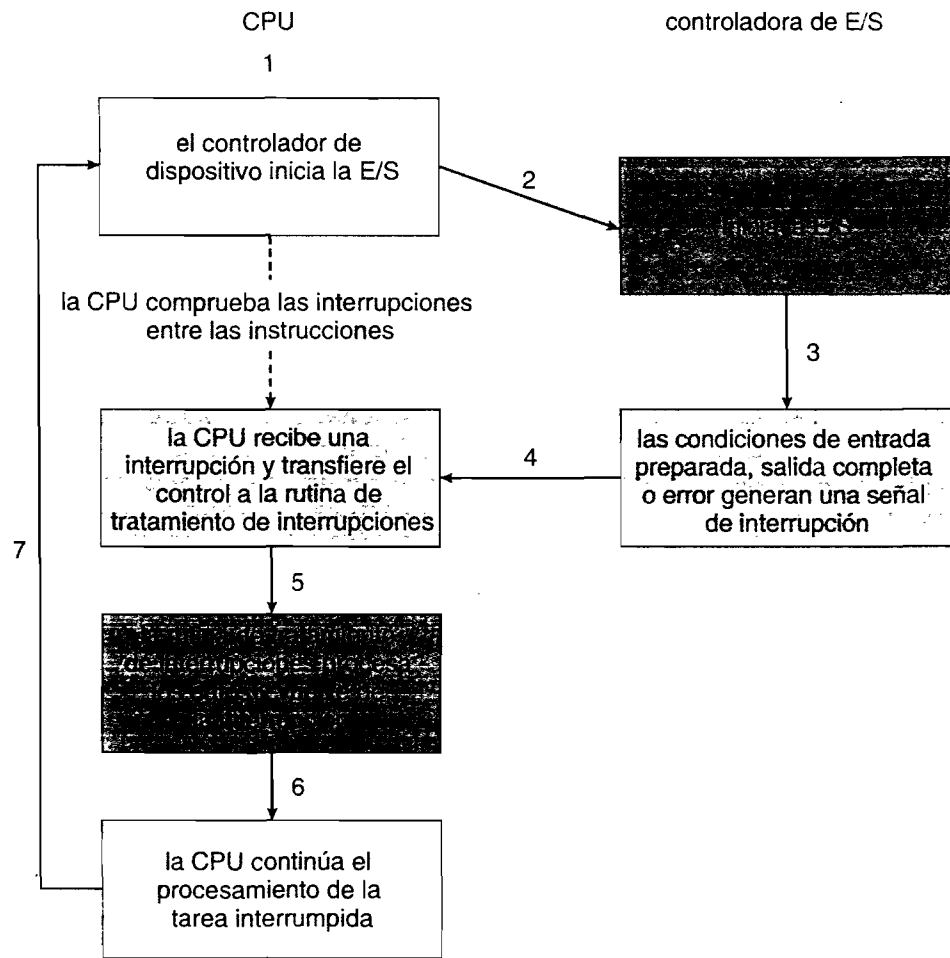 CPU
controladora de E/S
1
el controlador de
dispositivo inicia la E/S
2
la CPU comprueba las interrupciones
entre las instrucciones
3
la CPU recibe una
interrupción y transfiere el
control a la rutina de
tratamiento de interrupciones
4
las condiciones de entrada
preparada, salida completa
o error generan una señal
de interrupción
7
5
de interrupciones procesa
6
la CPU continúa el
procesamiento de la
tarea interrumpida